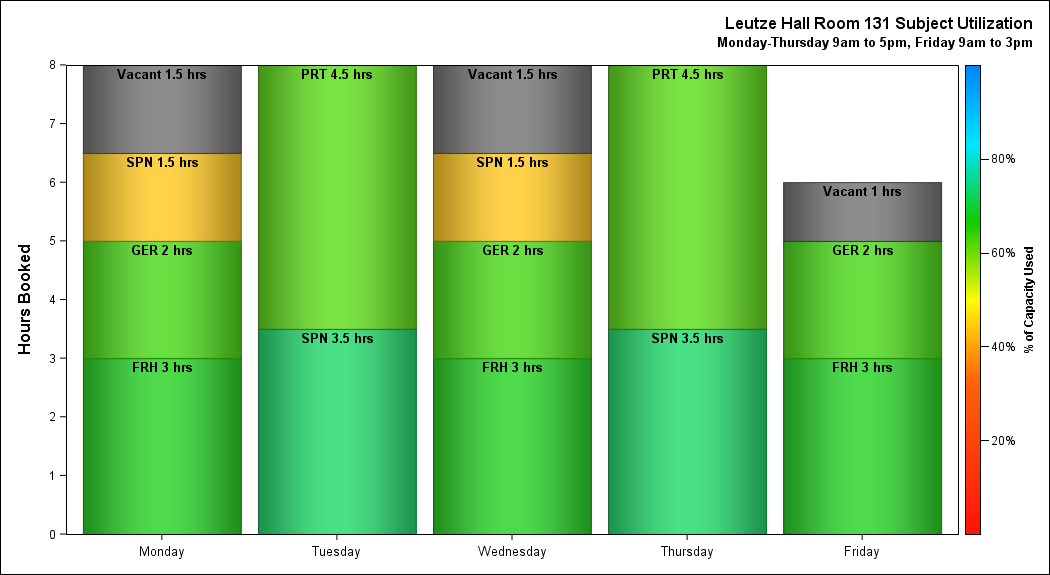 Leutze Hall Room 131 Subject Utilization
Monday-Thursday 9am to 5pm, Friday 9am to 3pm
Hours Booked
8
7
6
5
4
3
2
1
0
Vacant 1.5 hrs
SPN 1.5 hrs
GER 2 hrs
FRH 3 hrs
PRT 4.5 hrs
SPN 3.5 hrs
Vacant 1.5 hrs
SPN 1.5 hrs
GER 2 hrs
FRH 3 hrs
PRT 4.5 hrs
SPN 3.5 hrs
Vacant 1 hrs
GER 2 hrs
FRH 3 hrs
Monday
Tuesday
Wednesday
Thursday
Friday
80%
60%
40%
20%
% of Capacity Used